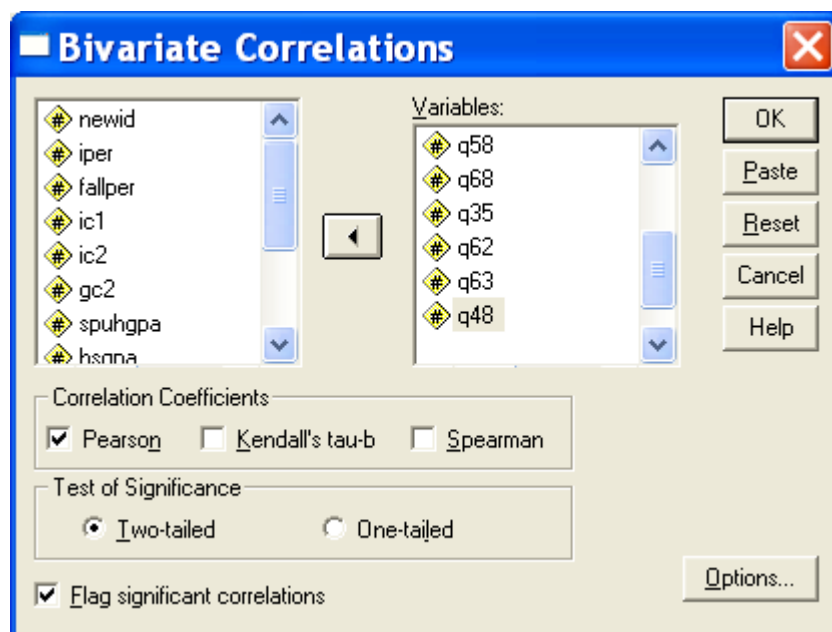 Bivariate Correlations
newid
iper
fallper
ic1
ic2
gc2
spuhgpa
hsgpa
Variables:
q58
q68
q35
q62
q63
q48
OK
Paste
Reset
Cancel
Help
Correlation Coefficients
Pearson Kendall's tau-b Spearman
Test of Significance
Two-tailed One-tailed
Flag significant correlations
Options...